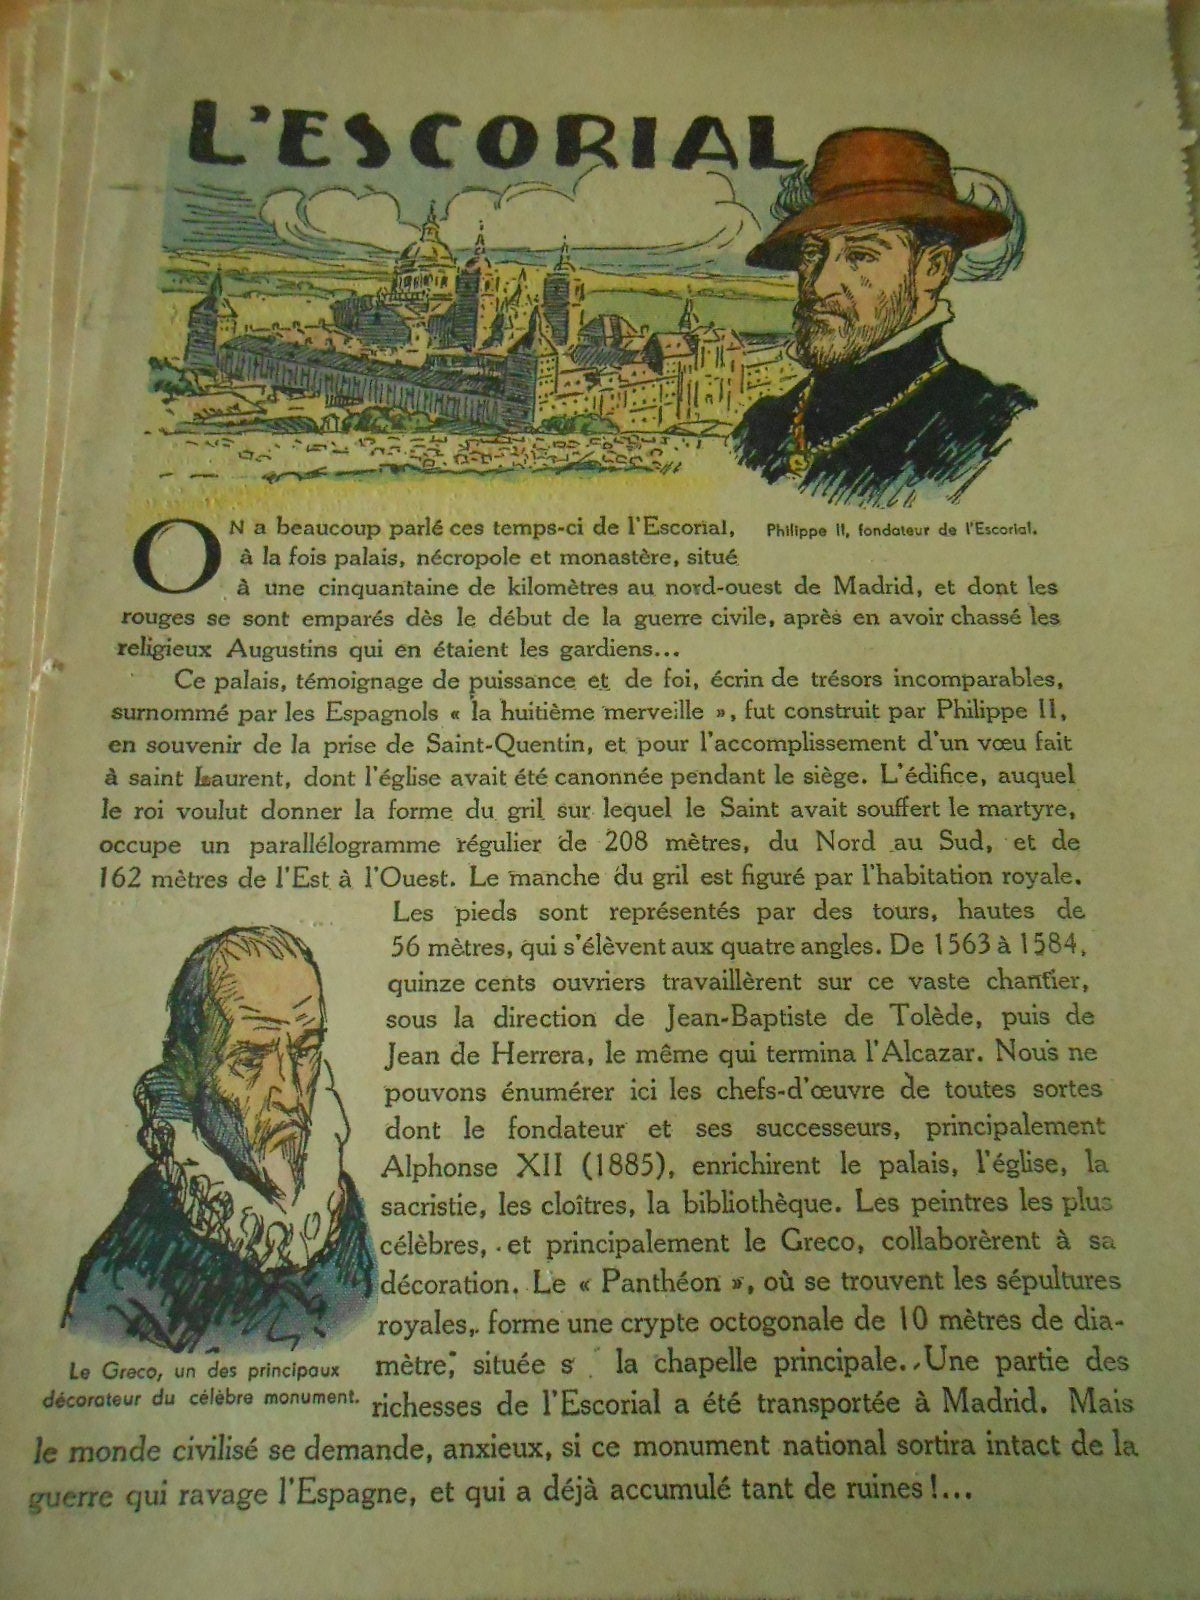 L'ESCORIAL
ON a beaucoup parlé ces temps-ci de l'Escorial,
à la fois palais, nécropole et monastère, situé
à une cinquantaine de kilomètres au nord-ouest de Madrid, et dont les
rouges se sont emparés dès le début de la guerre civile, après en avoir chassé les
religieux Augustins qui en étaient les gardiens...
Philippe II, fondateur de l'Escorial.
Ce palais, témoignage de puissance et de foi, écrin de trésors incomparables,
surnommé par les Espagnols « la huitième merveille », fut construit par Philippe II,
en souvenir de la prise de Saint-Quentin, et pour l'accomplissement d'un vœu fait
à saint Laurent, dont l'église avait été canonnée pendant le siège. L'édifice, auquel
le roi voulut donner la forme du gril sur lequel le Saint avait souffert le martyre,
occupe un parallélogramme régulier de 208 mètres, du Nord au Sud, et de
162 mètres de l'Est à l'Ouest. Le manche du gril est figuré par l'habitation royale.
Les pieds sont représentés par des tours, hautes de
56 mètres, qui s'élèvent aux quatre angles. De 1563 à 1584,
quinze cents ouvriers travaillèrent sur ce vaste chantier,
sous la direction de Jean-Baptiste de Tolède, puis de
Jean de Herrera, le même qui termina l'Alcazar. Nous ne
pouvons énumérer ici les chefs-d'œuvre de toutes sortes
dont le fondateur et ses successeurs, principalement
Alphonse XII (1885), enrichirent le palais, l'église, la
sacristie, les cloîtres, la bibliothèque. Les peintres les plus
célèbres, et principalement le Greco, collaborèrent à sa
décoration. Le « Panthéon », où se trouvent les sépultures
royales, forme une crypte octogonale de 10 mètres de dia-
mètre, située s la chapelle principale. Une partie des
richesses de l'Escorial a été transportée à Madrid. Mais
le monde civilisé se demande, anxieux, si ce monument national sortira intact de la
guerre qui ravage l'Espagne, et qui a déjà accumulé tant de ruines !...
Le Greco, un des principaux
décorateur du célèbre monument.